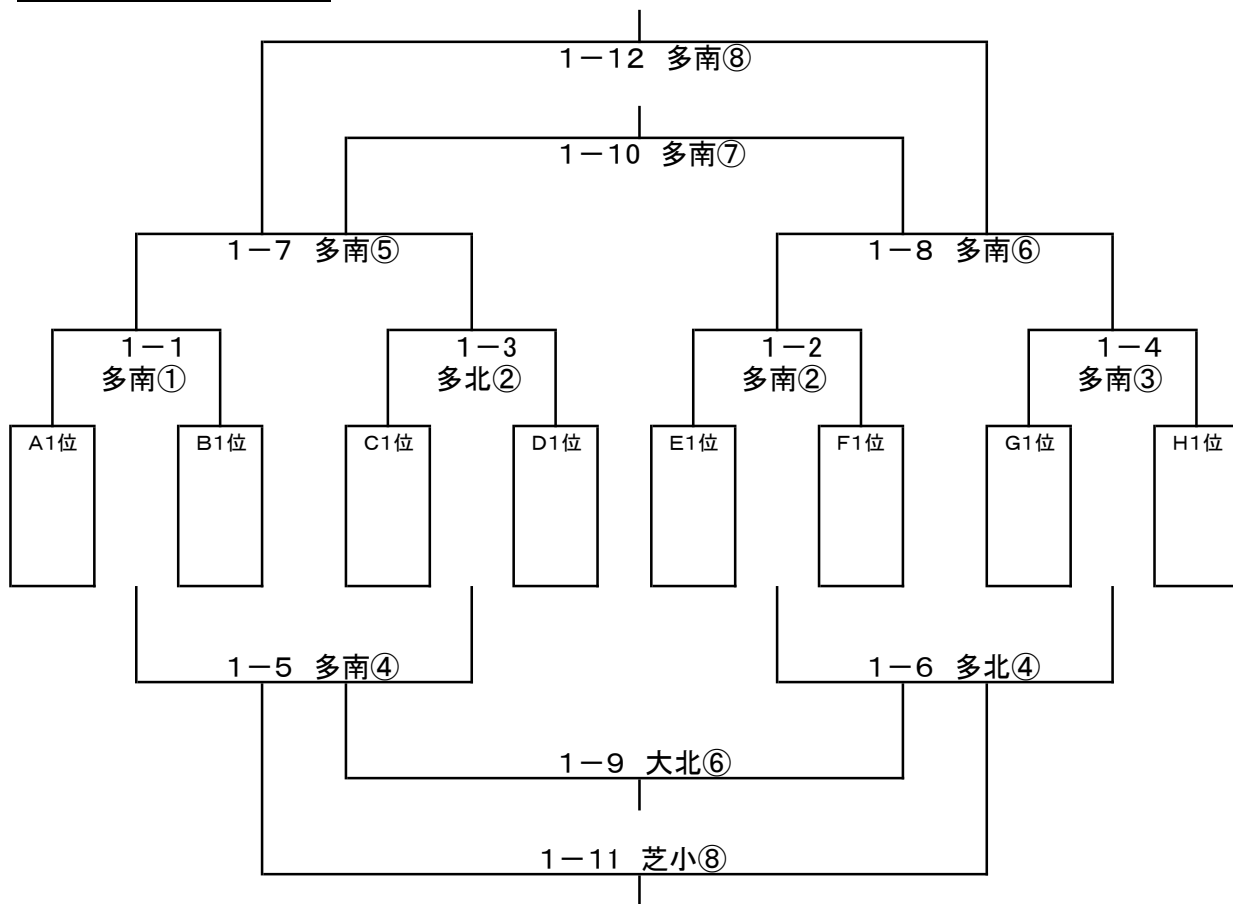 1－12 多南⑧
1－10 多南⑦
1－7 多南⑤
1－8 多南⑥
1－1
多南①
1－3
多北②
1－2
多南②
1－4
多南③
A1位
B1位
C1位
D1位
E1位
F1位
G1位
H1位
1－5 多南④
1－6 多北④
1－9 大北⑥
1－11 芝小⑧